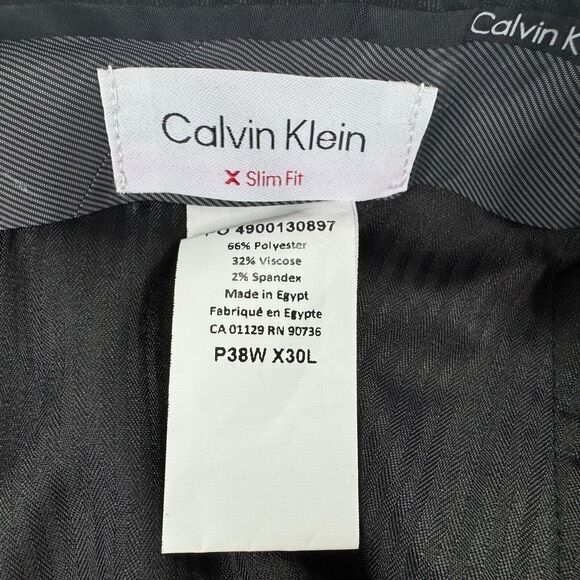 Calvin K
Calvin Klein
X Slim Fit
PO 4900130897
66% Polyester
32% Viscose
2% Spandex
Made in Egypt
Fabriqué en Egypte
CA 01129 RN 90736
P38W X30L